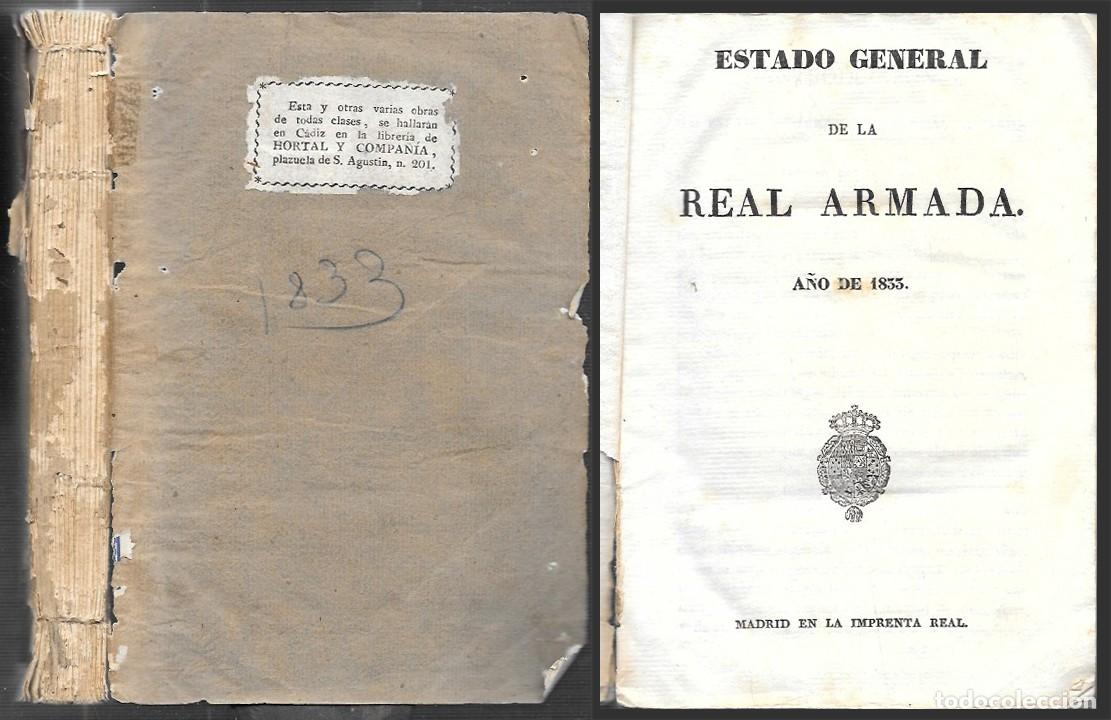 Esta y otras varias obras
de todas clases, se hallarán
en Cádiz en la librería de
HORTAL Y COMPAÑÍA,
plazuela de S. Agustin, n. 201.
1833
ESTADO GENERAL
DE LA
REAL ARMADA.
AÑO DE 1833.
MADRID EN LA IMPRENTA REAL.
todocoleccion